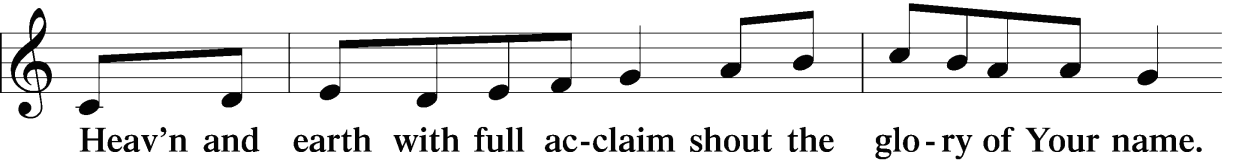 Heav’n and earth with full ac-claim shout the glo-ry of Your name.